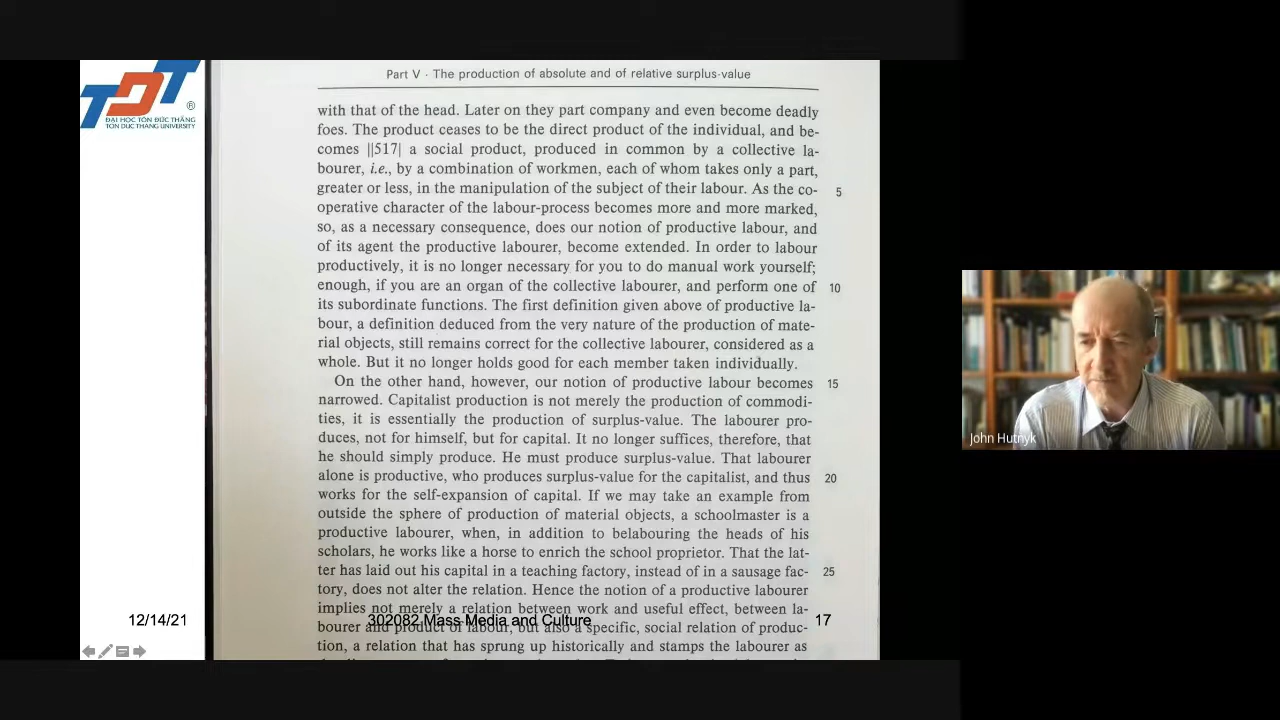 TDT
®
ĐẠI HỌC TÔN ĐỨC THẮNG
TON DUC THANG UNIVERSITY
Part V · The production of absolute and of relative surplus-value
with that of the head. Later on they part company and even become deadly
foes. The product ceases to be the direct product of the individual, and be-
comes ||517| a social product, produced in common by a collective la-
bourer, i.e., by a combination of workmen, each of whom takes only a part,
greater or less, in the manipulation of the subject of their labour. As the co- 5
operative character of the labour-process becomes more and more marked,
so, as a necessary consequence, does our notion of productive labour, and
of its agent the productive labourer, become extended. In order to labour
productively, it is no longer necessary for you to do manual work yourself;
enough, if you are an organ of the collective labourer, and perform one of 10
its subordinate functions. The first definition given above of productive la-
bour, a definition deduced from the very nature of the production of mate-
rial objects, still remains correct for the collective labourer, considered as a
whole. But it no longer holds good for each member taken individually.
On the other hand, however, our notion of productive labour becomes 15
narrowed. Capitalist production is not merely the production of commodi-
ties, it is essentially the production of surplus-value. The labourer pro-
duces, not for himself, but for capital. It no longer suffices, therefore, that
he should simply produce. He must produce surplus-value. That labourer
alone is productive, who produces surplus-value for the capitalist, and thus 20
works for the self-expansion of capital. If we may take an example from
outside the sphere of production of material objects, a schoolmaster is a
productive labourer, when, in addition to belabouring the heads of his
scholars, he works like a horse to enrich the school proprietor. That the lat-
ter has laid out his capital in a teaching factory, instead of in a sausage fac- 25
tory, does not alter the relation. Hence the notion of a productive labourer
implies not merely a relation between work and useful effect, between la-
bourer and product of labour, but also a specific, social relation of produc-
tion, a relation that has sprung up historically and stamps the labourer as
12/14/21
302082 Mass Media and Culture
17
John Hutnyk